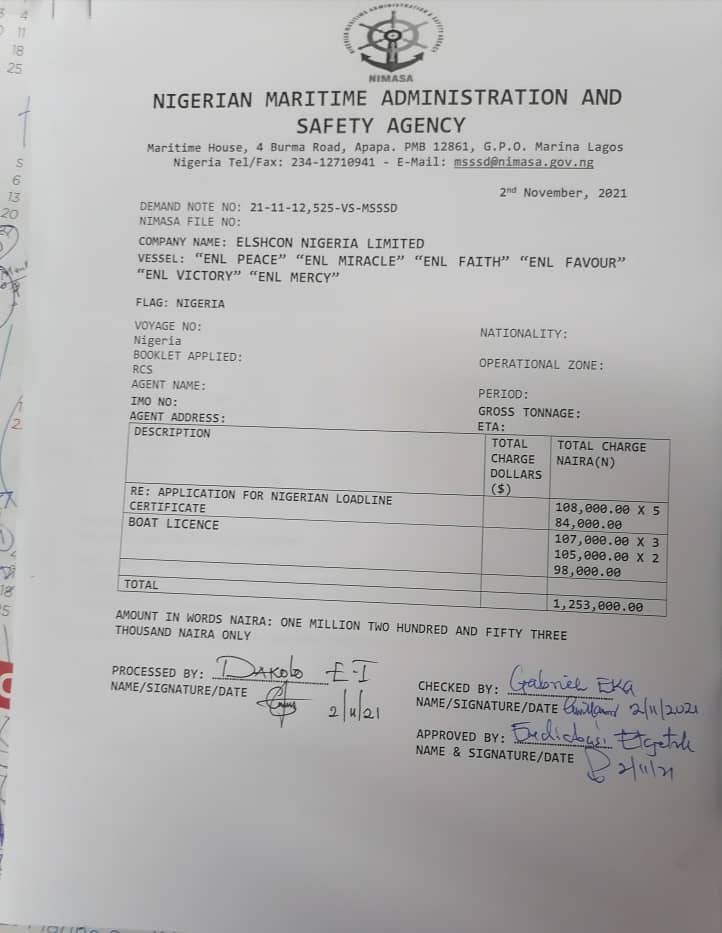 NIMASA
NIGERIAN MARITIME ADMINISTRATION AND
SAFETY AGENCY
Maritime House, 4 Burma Road, Apapa. PMB 12861, G.P.O. Marina Lagos
Nigeria Tel/Fax: 234-12710941 - E-Mail: msssd@nimasa.gov.ng
2nd November, 2021
DEMAND NOTE NO: 21-11-12,525-VS-MSSSD
NIMASA FILE NO:
COMPANY NAME: ELSHCON NIGERIA LIMITED
VESSEL: “ENL PEACE” “ENL MIRACLE” “ENL FAITH” “ENL FAVOUR”
“ENL VICTORY” “ENL MERCY”
FLAG: NIGERIA
VOYAGE NO:
Nigeria
NATIONALITY:
BOOKLET APPLIED:
RCS
OPERATIONAL ZONE:
AGENT NAME:
PERIOD:
IMO NO:
GROSS TONNAGE:
AGENT ADDRESS:
ETA:
DESCRIPTION
TOTAL CHARGE DOLLARS ($)
TOTAL CHARGE NAIRA(N)
RE: APPLICATION FOR NIGERIAN LOADLINE
CERTIFICATE
108,000.00 X 5
84,000.00
BOAT LICENCE
107,000.00 X 3
105,000.00 X 2
98,000.00
TOTAL
1,253,000.00
AMOUNT IN WORDS NAIRA: ONE MILLION TWO HUNDRED AND FIFTY THREE
THOUSAND NAIRA ONLY
PROCESSED BY: DAKOLO E-I
NAME/SIGNATURE/DATE 2/11/21
CHECKED BY: Gabriel EKA
NAME/SIGNATURE/DATE 2/11/2021
APPROVED BY:
NAME & SIGNATURE/DATE 2/11/21